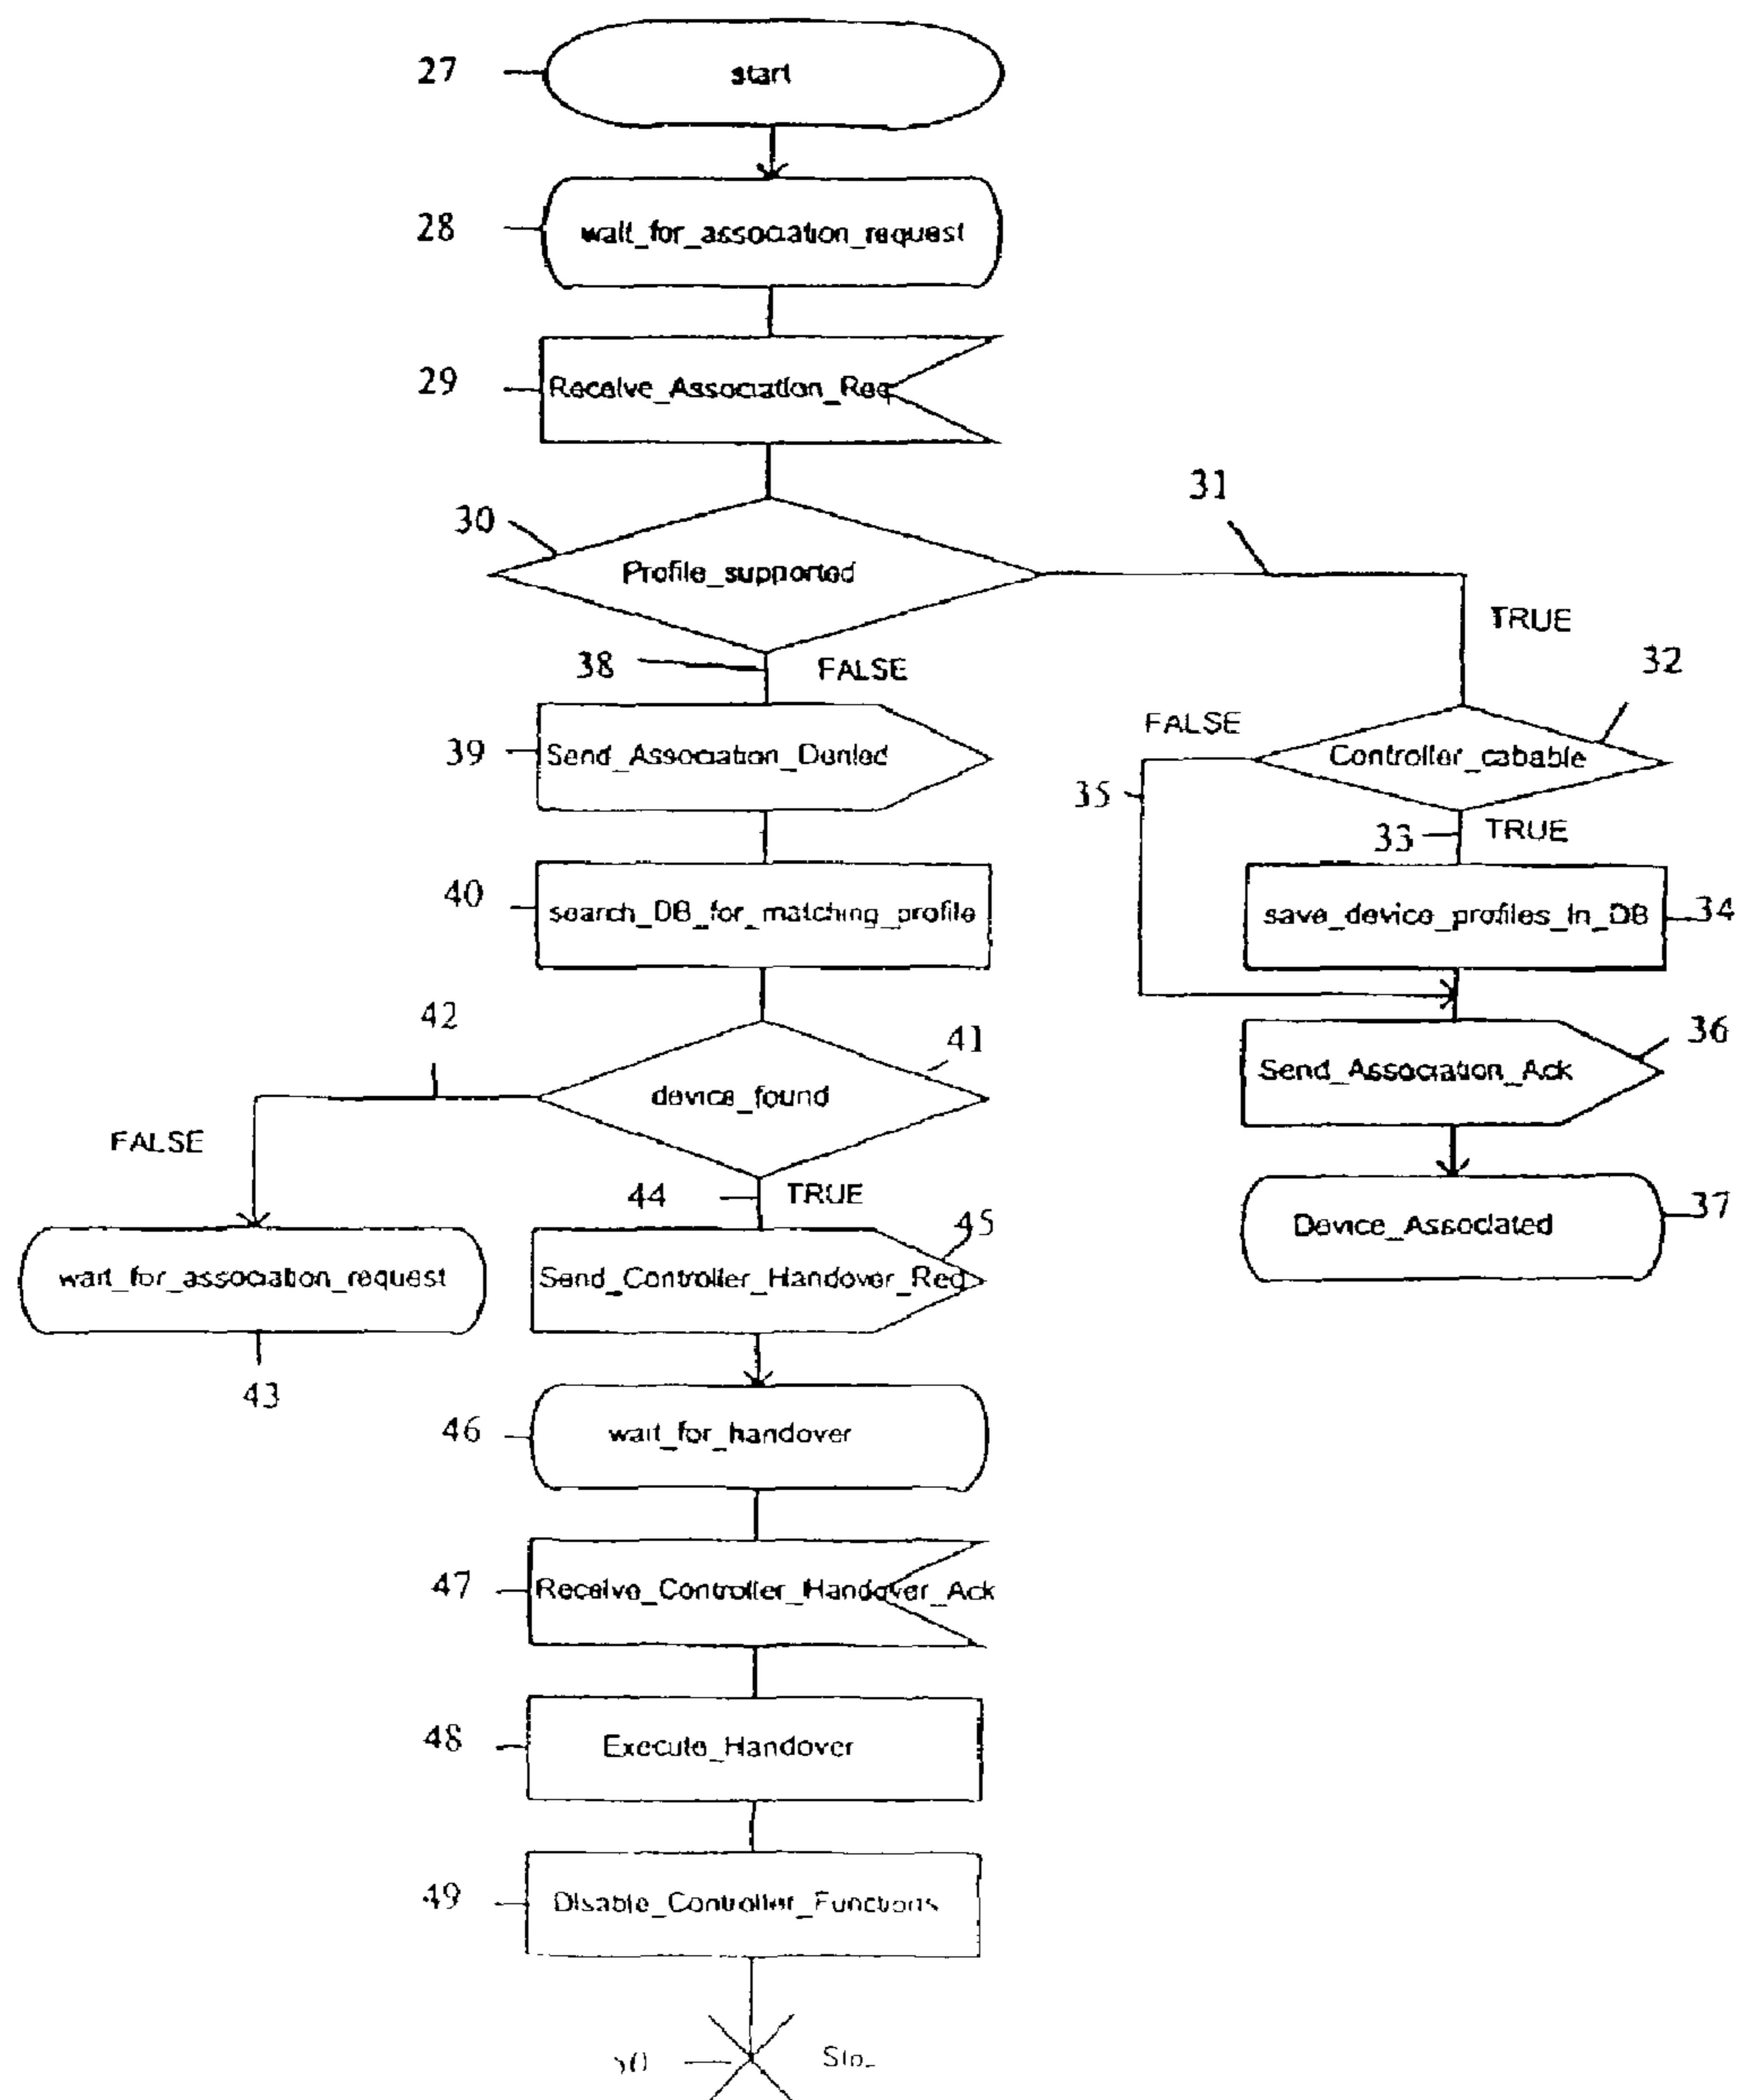 27 start
28 wait_for_association_request
29 Receive_Association_Req
31
30 Profile_supported
TRUE
38 FALSE
32
FALSE
39 Send_Association_Denied
Controller_cabable
35
33 TRUE
40 search_DB_for_matching_profile
save_device_profiles_in_DB 34
42
41
36
device_found
Send_Association_Ack
FALSE
44 TRUE
45
Device_Associated 37
wait_for_association_request
Send_Controller_Handover_Req
43
46 wait_for_handover
47 Receive_Controller_Handover_Ack
48 Execute_Handover
49 Disable_Controller_Functions